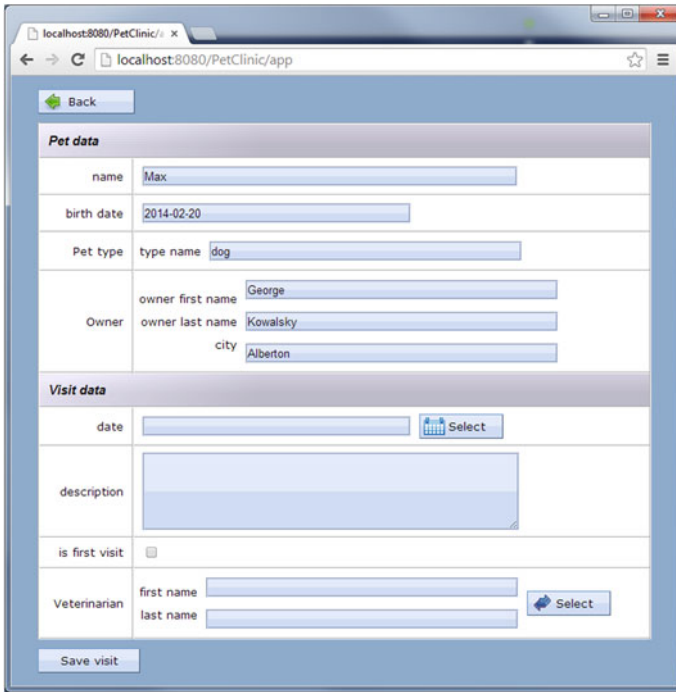 localhost:8080/PetClinic/a
localhost:8080/PetClinic/app
Back
Pet data
name Max
birth date 2014-02-20
Pet type type name dog
Owner
owner first name George
owner last name Kowalsky
city Alberton
Visit data
date Select
description
is first visit
Veterinarian
first name
last name
Select
Save visit